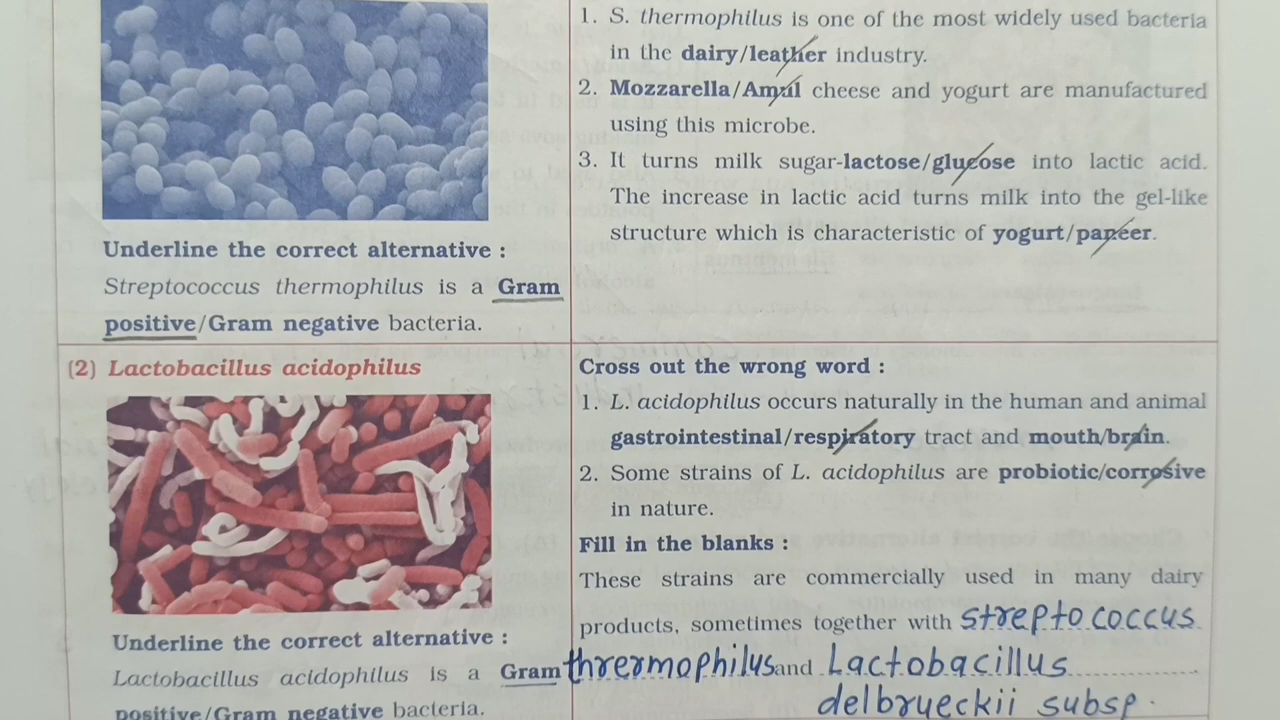 1. S. thermophilus is one of the most widely used bacteria
in the dairy/leather industry.
2. Mozzarella/Amul cheese and yogurt are manufactured
using this microbe.
3. It turns milk sugar-lactose/glucose into lactic acid.
The increase in lactic acid turns milk into the gel-like
structure which is characteristic of yogurt/paneer.
Underline the correct alternative :
Streptococcus thermophilus is a Gram
positive/Gram negative bacteria.
(2) Lactobacillus acidophilus
Underline the correct alternative :
Lactobacillus acidophilus is a Gram
positive/Gram negative bacteria.
Cross out the wrong word :
1. L. acidophilus occurs naturally in the human and animal
gastrointestinal/respiratory tract and mouth/brain.
2. Some strains of L. acidophilus are probiotic/corrosive
in nature.
Fill in the blanks :
These strains are commercially used in many dairy
products, sometimes together with streptococcus
thrermophilus and Lactobacillus
delbrueckii subsp.